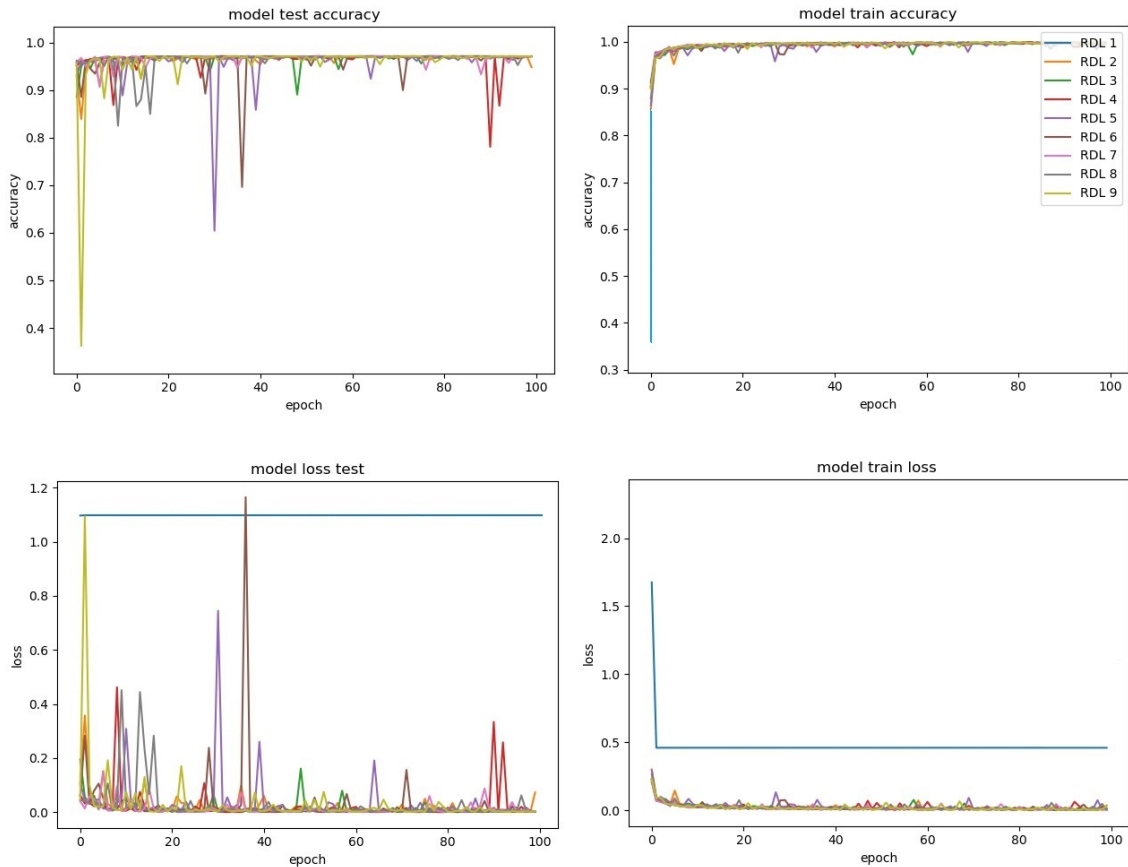 model test accuracy
1.0
0.9
0.8
0.7
0.6
0.5
0.4
accuracy
0 20 40 60 80 100
epoch
model train accuracy
1.0
0.9
0.8
0.7
0.6
0.5
0.4
0.3
accuracy
0 20 40 60 80 100
epoch
RDL 1
RDL 2
RDL 3
RDL 4
RDL 5
RDL 6
RDL 7
RDL 8
RDL 9
model loss test
1.2
1.0
0.8
0.6
0.4
0.2
0.0
loss
0 20 40 60 80 100
epoch
model train loss
2.0
1.5
1.0
0.5
0.0
loss
0 20 40 60 80 100
epoch